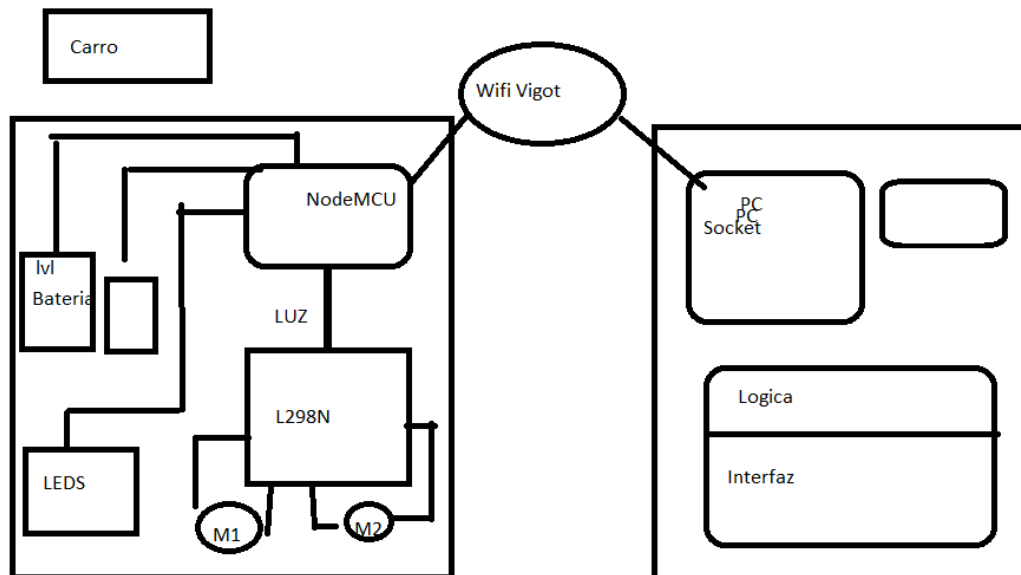 Carro
Wifi Vigot
NodeMCU
PC
PC
Socket
lvl
Bateria
LUZ
Logica
L298N
Interfaz
LEDS
M1
M2